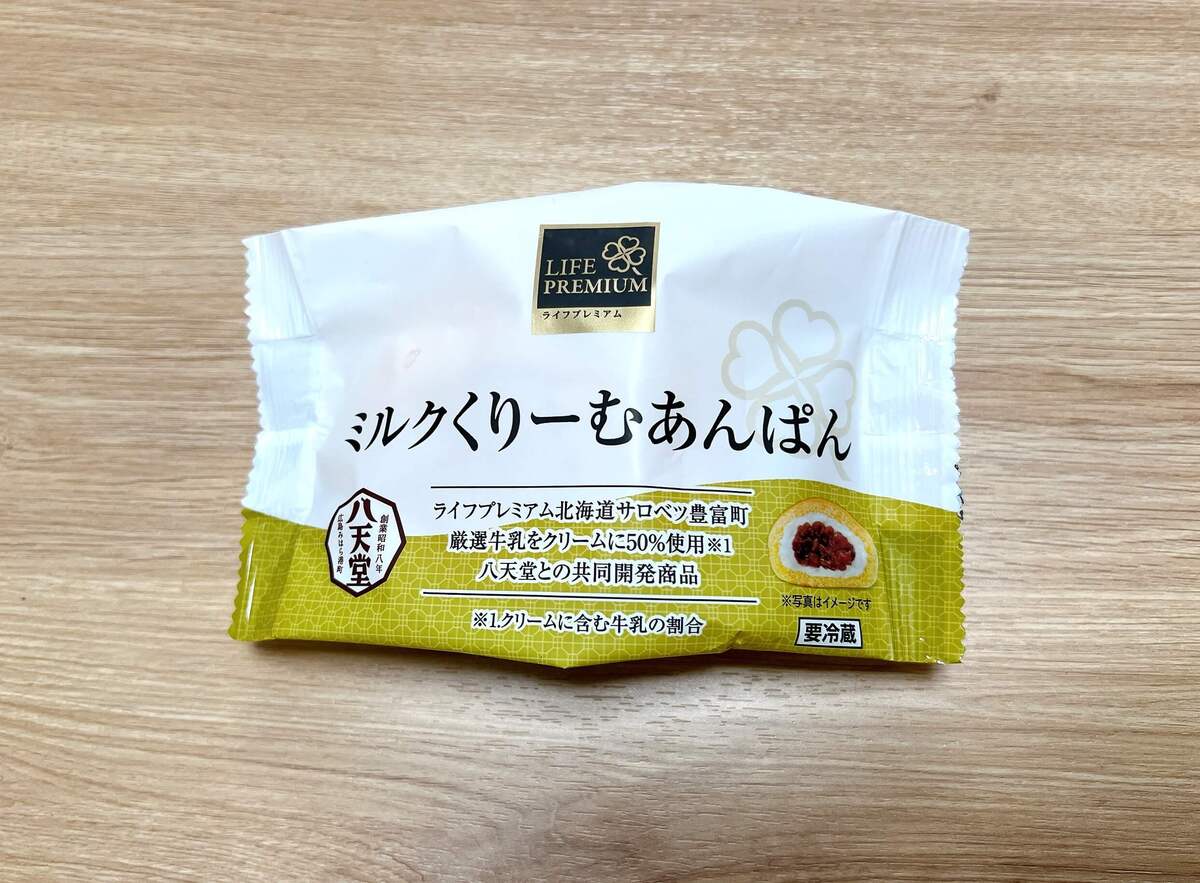 LIFE
PREMIUM
ライフプレミアム
ミルクくりーむあんぱん
ライフプレミアム北海道サロベツ豊富町
厳選牛乳をクリームに50%使用※1
八天堂との共同開発商品
※1.クリームに含む牛乳の割合
創業昭和八年
八天堂
広島みはら港町
※写真はイメージです
要冷蔵